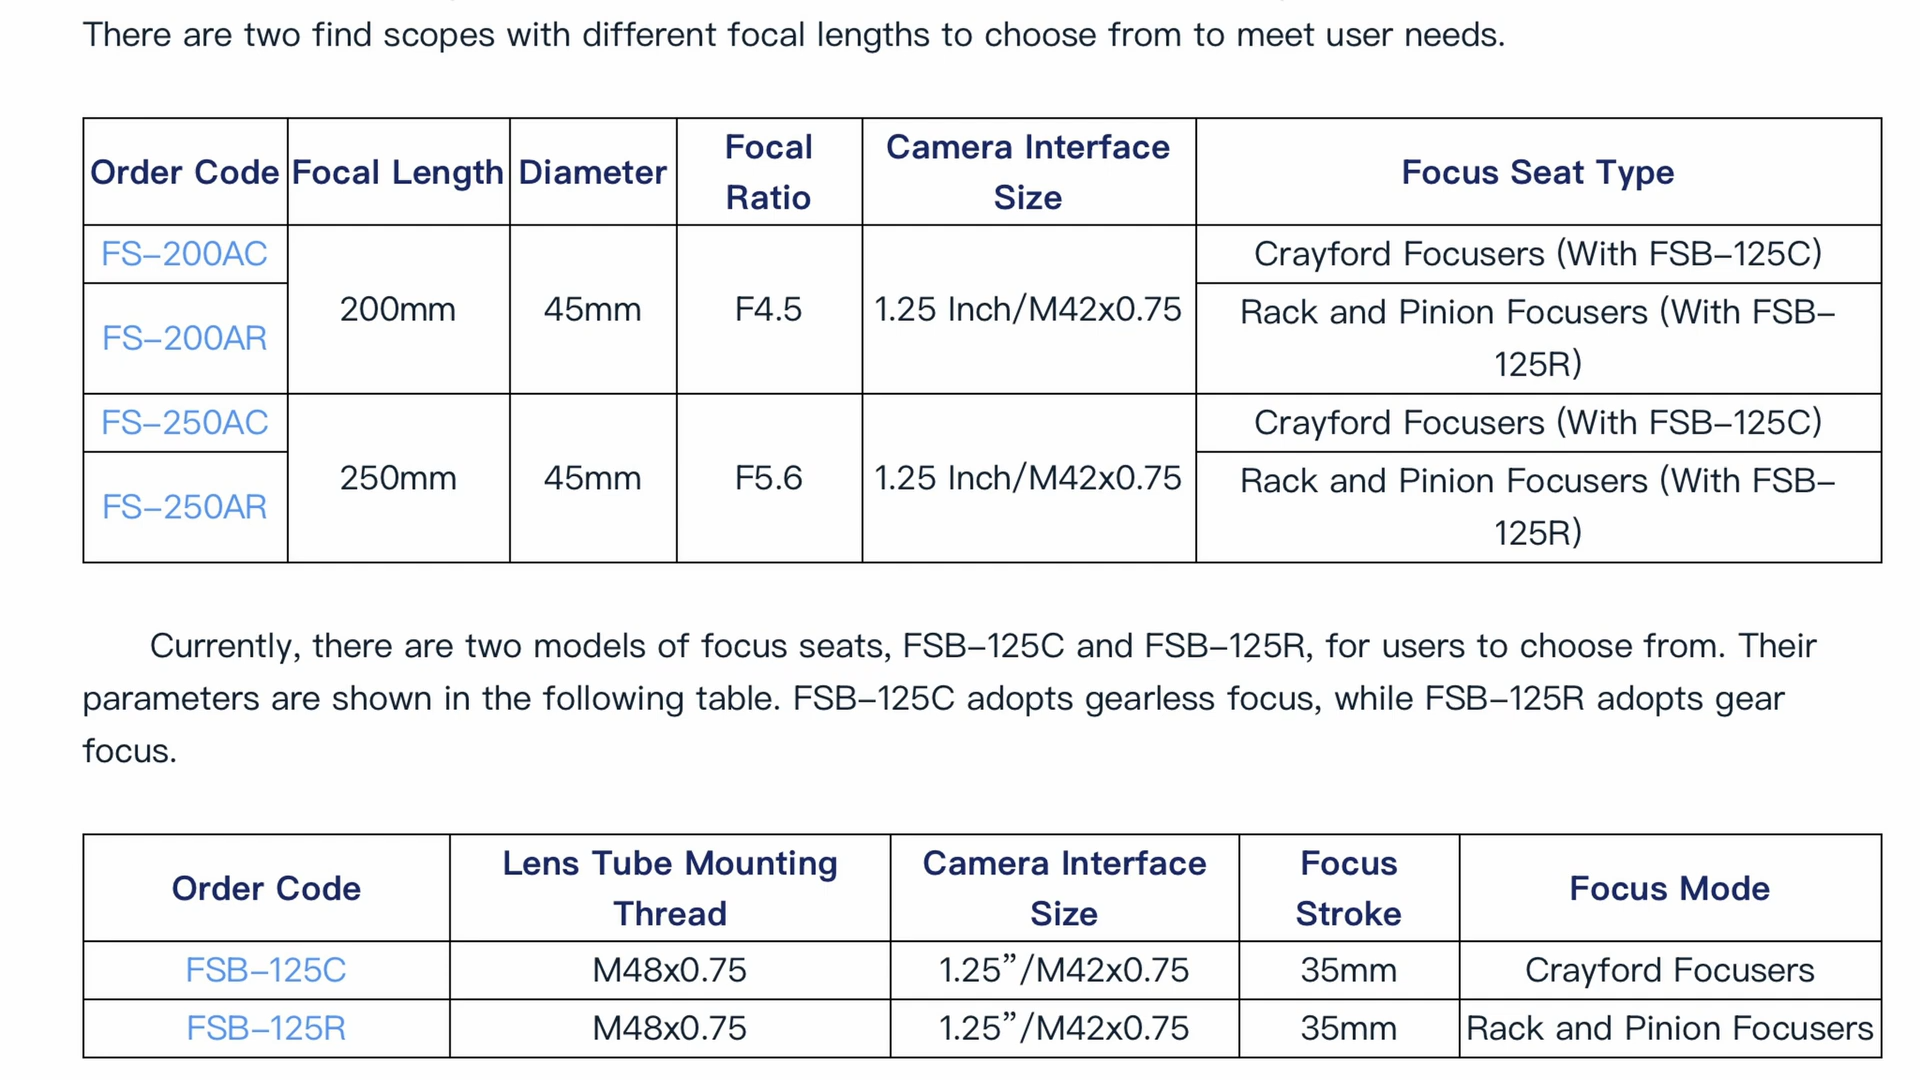 There are two find scopes with different focal lengths to choose from to meet user needs.
Order Code Focal Length Diameter Focal Ratio Camera Interface Size Focus Seat Type
FS-200AC 200mm 45mm F4.5 1.25 Inch/M42x0.75 Crayford Focusers (With FSB-125C)
FS-200AR Rack and Pinion Focusers (With FSB-
125R)
FS-250AC 250mm 45mm F5.6 1.25 Inch/M42x0.75 Crayford Focusers (With FSB-125C)
FS-250AR Rack and Pinion Focusers (With FSB-
125R)
Currently, there are two models of focus seats, FSB-125C and FSB-125R, for users to choose from. Their
parameters are shown in the following table. FSB-125C adopts gearless focus, while FSB-125R adopts gear
focus.
Order Code Lens Tube Mounting Thread Camera Interface Size Focus Stroke Focus Mode
FSB-125C M48x0.75 1.25”/M42x0.75 35mm Crayford Focusers
FSB-125R M48x0.75 1.25”/M42x0.75 35mm Rack and Pinion Focusers